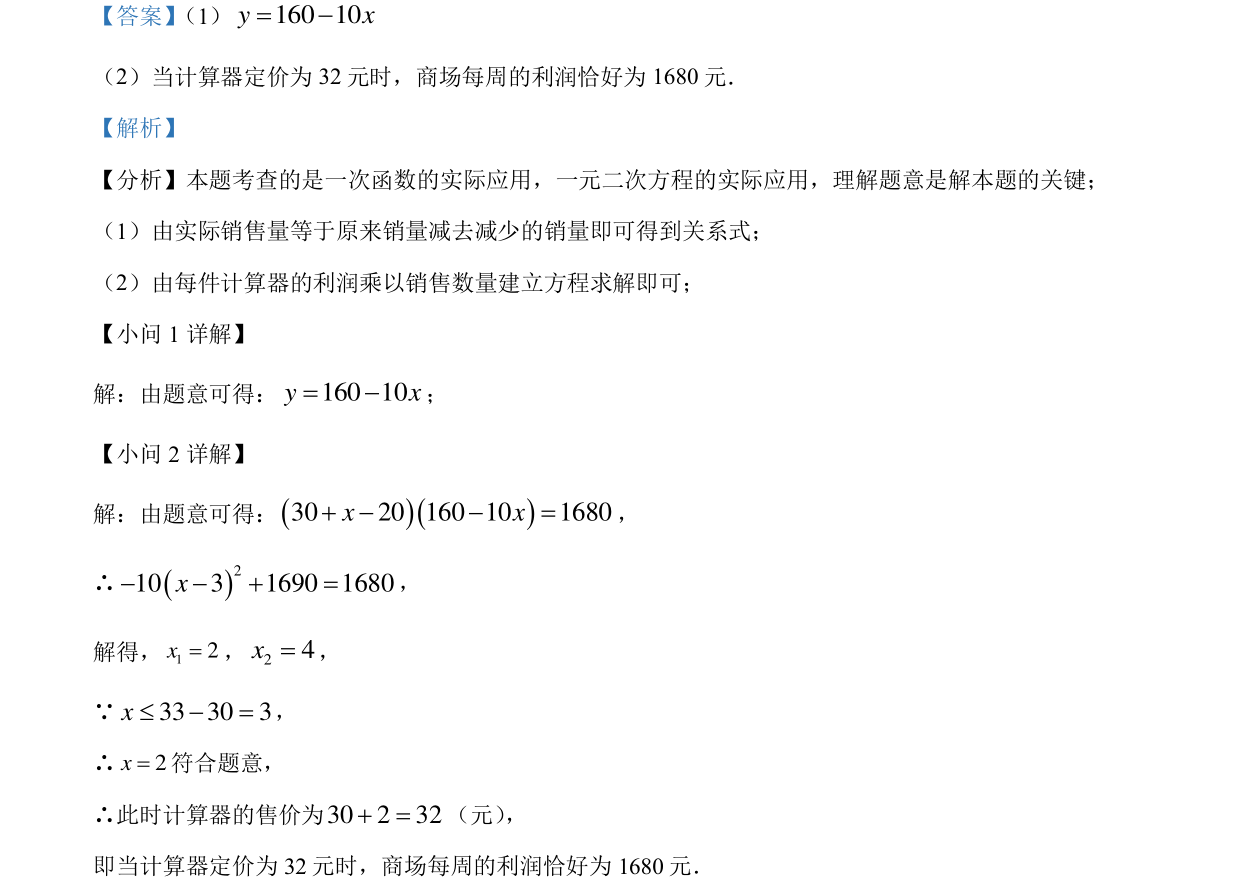 【答案】（1） y=160−10x
（2）当计算器定价为 32 元时，商场每周的利润恰好为 1680 元．
【解析】
【分析】本题考查的是一次函数的实际应用，一元二次方程的实际应用，理解题意是解本题的关键；
（1）由实际销售量等于原来销量减去减少的销量即可得到关系式；
（2）由每件计算器的利润乘以销售数量建立方程求解即可；
【小问 1 详解】
解：由题意可得： y=160−10x；
【小问 2 详解】
解：由题意可得：(30+x−20)(160−10x)=1680，
∴−10(x−3)²+1690=1680，
解得， x₁=2， x₂=4，
∵ x≤33−30=3，
∴ x=2符合题意，
∴此时计算器的售价为30+2=32（元），
即当计算器定价为 32 元时，商场每周的利润恰好为 1680 元．